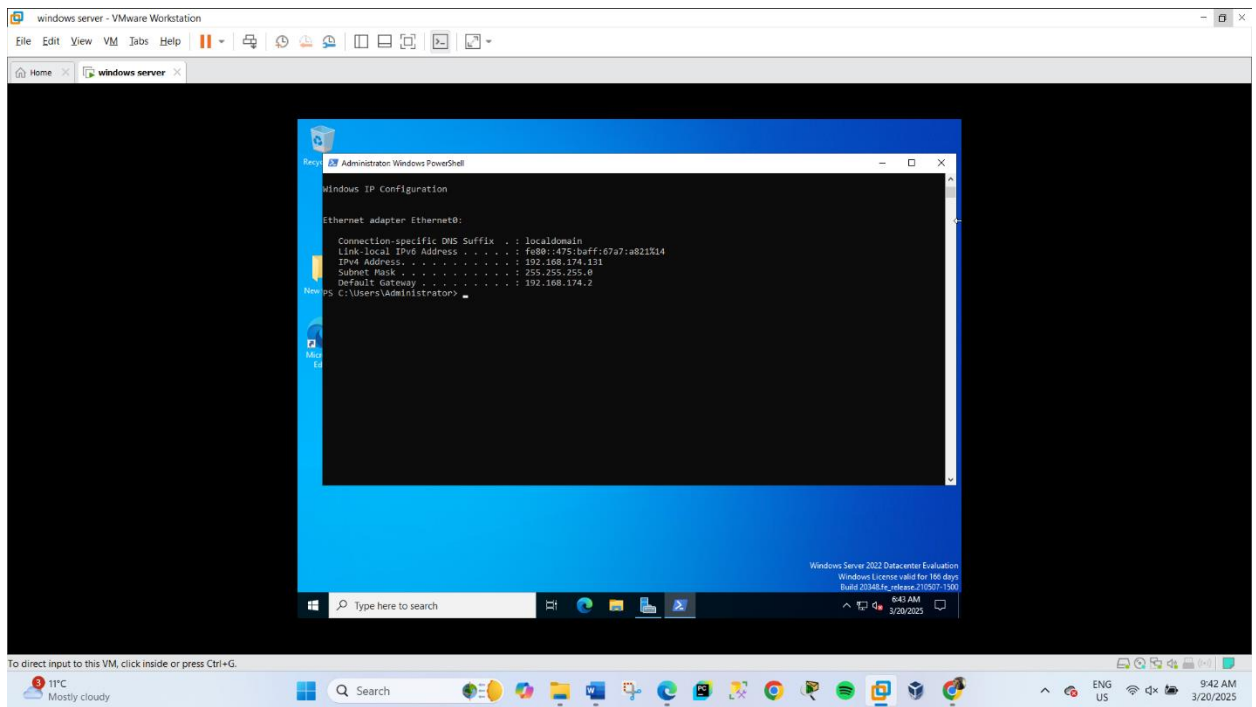 windows server - VMware Workstation
File Edit View VM Tabs Help
Home
windows server
Recyc
Administrator: Windows PowerShell
Windows IP Configuration
Ethernet adapter Ethernet0:
Connection-specific DNS Suffix . : localdomain
Link-local IPv6 Address . . . . . : fe80::475:baff:67a7:a821%14
IPv4 Address. . . . . . . . . . . : 192.168.174.131
Subnet Mask . . . . . . . . . . . : 255.255.255.0
Default Gateway . . . . . . . . . : 192.168.174.2
PS C:\Users\Administrator>
New
Micr
Ed
Windows Server 2022 Datacenter Evaluation
Windows License valid for 166 days
Build 20348.fe_release.210507-1500
Type here to search
6:43 AM
3/20/2025
To direct input to this VM, click inside or press Ctrl+G.
3
11°C
Mostly cloudy
Search
ENG
US
9:42 AM
3/20/2025